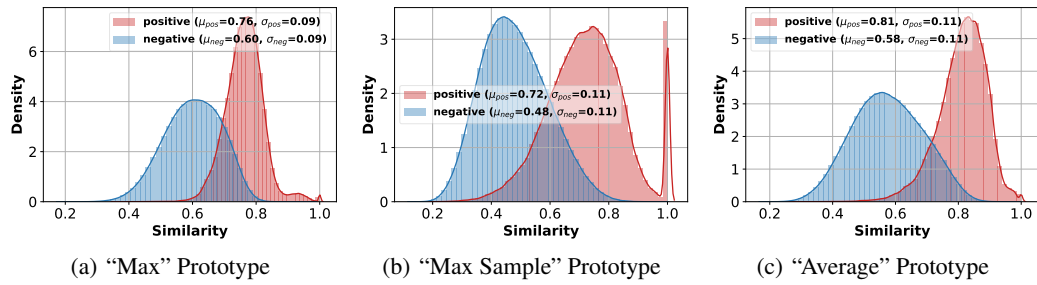 positive (μpos=0.76, σpos=0.09)
negative (μneg=0.60, σneg=0.09)
Density
0
2
4
6
0.2 0.4 0.6 0.8 1.0
Similarity
(a) “Max” Prototype
positive (μpos=0.72, σpos=0.11)
negative (μneg=0.48, σneg=0.11)
Density
0
1
2
3
0.2 0.4 0.6 0.8 1.0
Similarity
(b) “Max Sample” Prototype
positive (μpos=0.81, σpos=0.11)
negative (μneg=0.58, σneg=0.11)
Density
0
1
2
3
4
5
0.2 0.4 0.6 0.8 1.0
Similarity
(c) “Average” Prototype